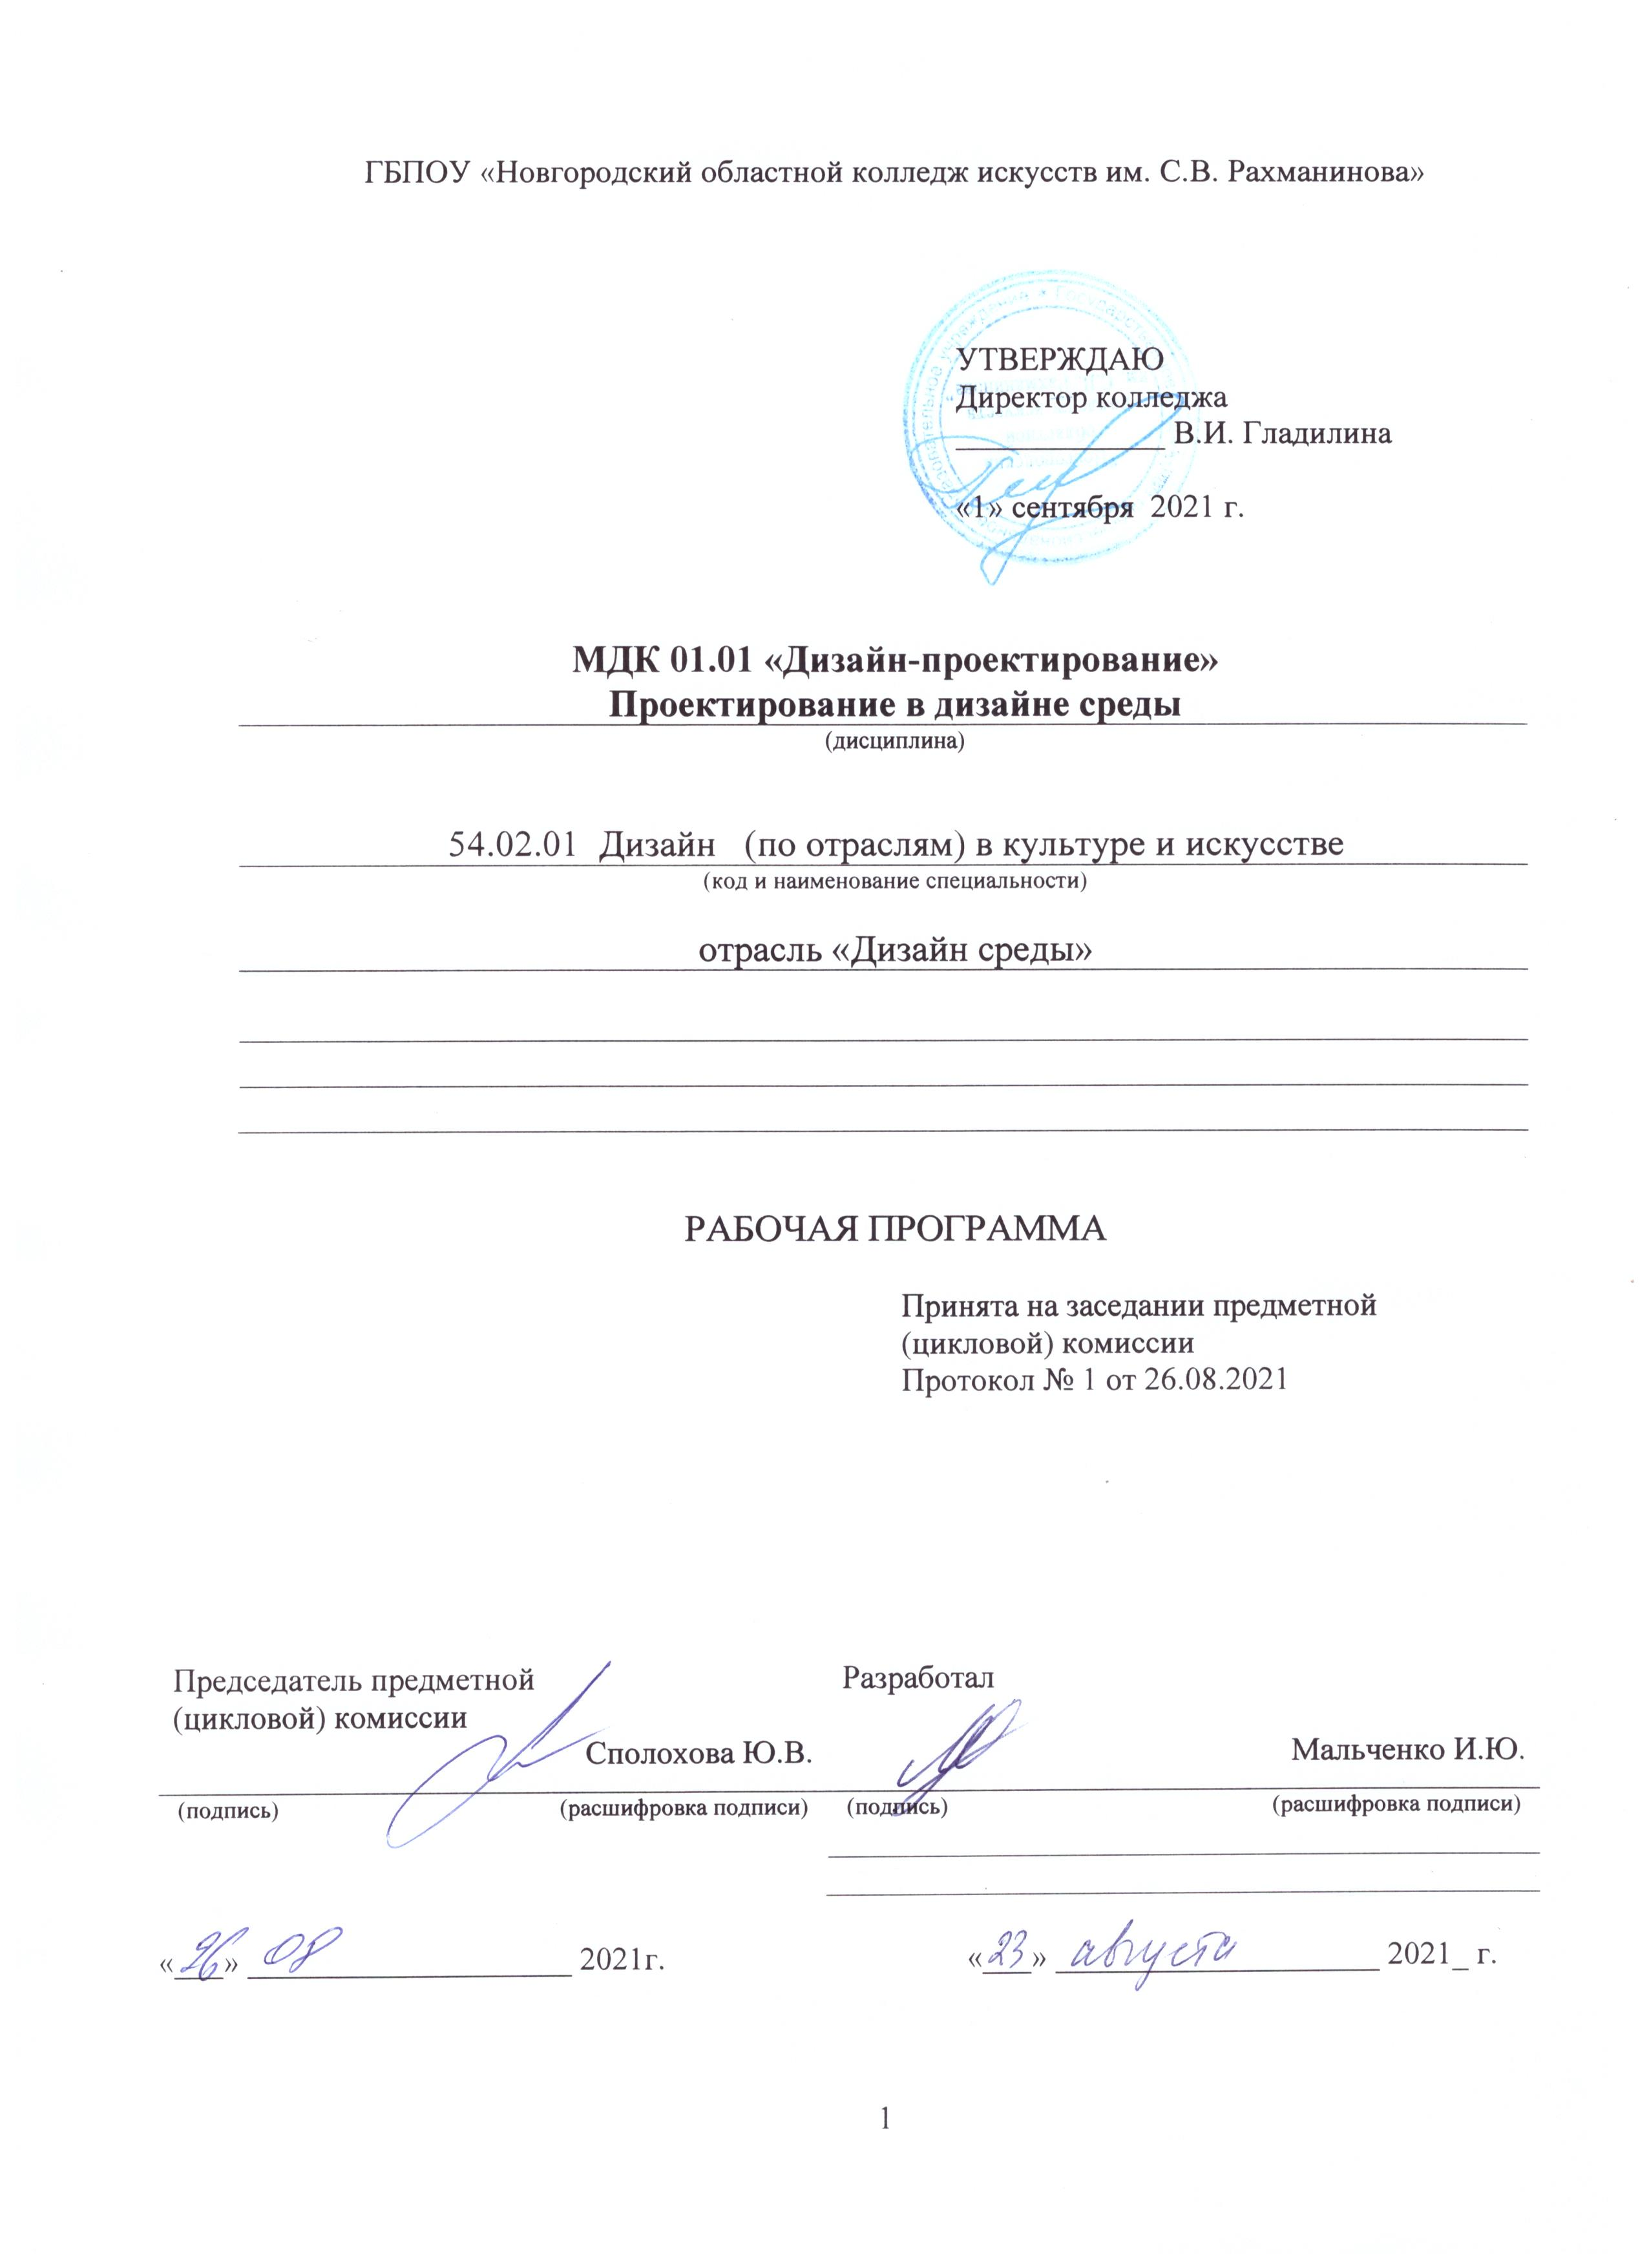 ГБПОУ «Новгородский областной колледж искусств им. С.В. Рахманинова»
УТВЕРЖДАЮ
Директор колледжа
______________ В.И. Гладилина
«1» сентября 2021 г.
МДК 01.01 «Дизайн-проектирование»
Проектирование в дизайне среды
(дисциплина)
54.02.01 Дизайн (по отраслям) в культуре и искусстве
(код и наименование специальности)
отрасль «Дизайн среды»
РАБОЧАЯ ПРОГРАММА
Принята на заседании предметной
(цикловой) комиссии
Протокол № 1 от 26.08.2021
Председатель предметной
(цикловой) комиссии
Сполохова Ю.В.
(подпись) (расшифровка подписи)
Разработал
Мальченко И.Ю.
(подпись) (расшифровка подписи)
«26» 08 2021г.
«23» августа 2021_ г.
1